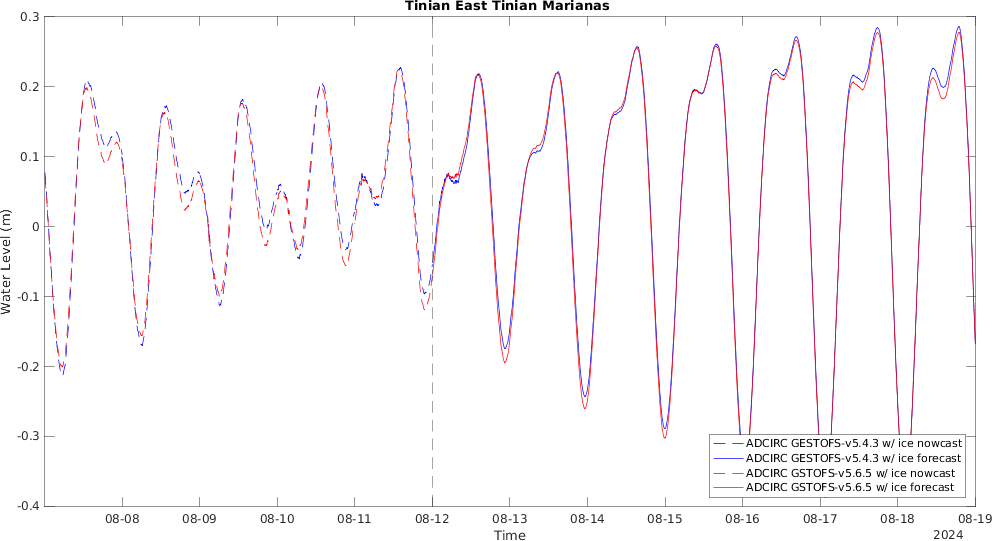 Tinian East Tinian Marianas
0.3
0.2
0.1
0
-0.1
-0.2
-0.3
-0.4
Water Level (m)
ADCIRC GESTOFS-v5.4.3 w/ ice nowcast
ADCIRC GESTOFS-v5.4.3 w/ ice forecast
ADCIRC GSTOFS-v5.6.5 w/ ice nowcast
ADCIRC GSTOFS-v5.6.5 w/ ice forecast
08-08 08-09 08-10 08-11 08-12 08-13 08-14 08-15 08-16 08-17 08-18 08-19
Time
2024